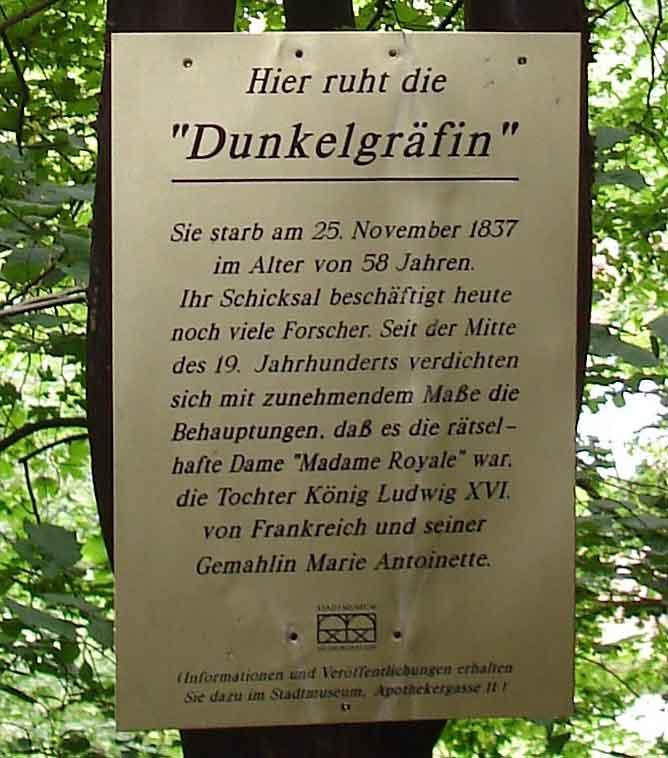 Hier ruht die
"Dunkelgräfin"
Sie starb am 25. November 1837
im Alter von 58 Jahren.
Ihr Schicksal beschäftigt heute
noch viele Forscher. Seit der Mitte
des 19. Jahrhunderts verdichten
sich mit zunehmendem Maße die
Behauptungen, daß es die rätsel-
hafte Dame "Madame Royale" war,
die Tochter König Ludwig XVI.
von Frankreich und seiner
Gemahlin Marie Antoinette.
STADTMUSEUM
(Informationen und Veröffentlichungen erhalten
Sie dazu im Stadtmuseum, Apothekergasse 11)